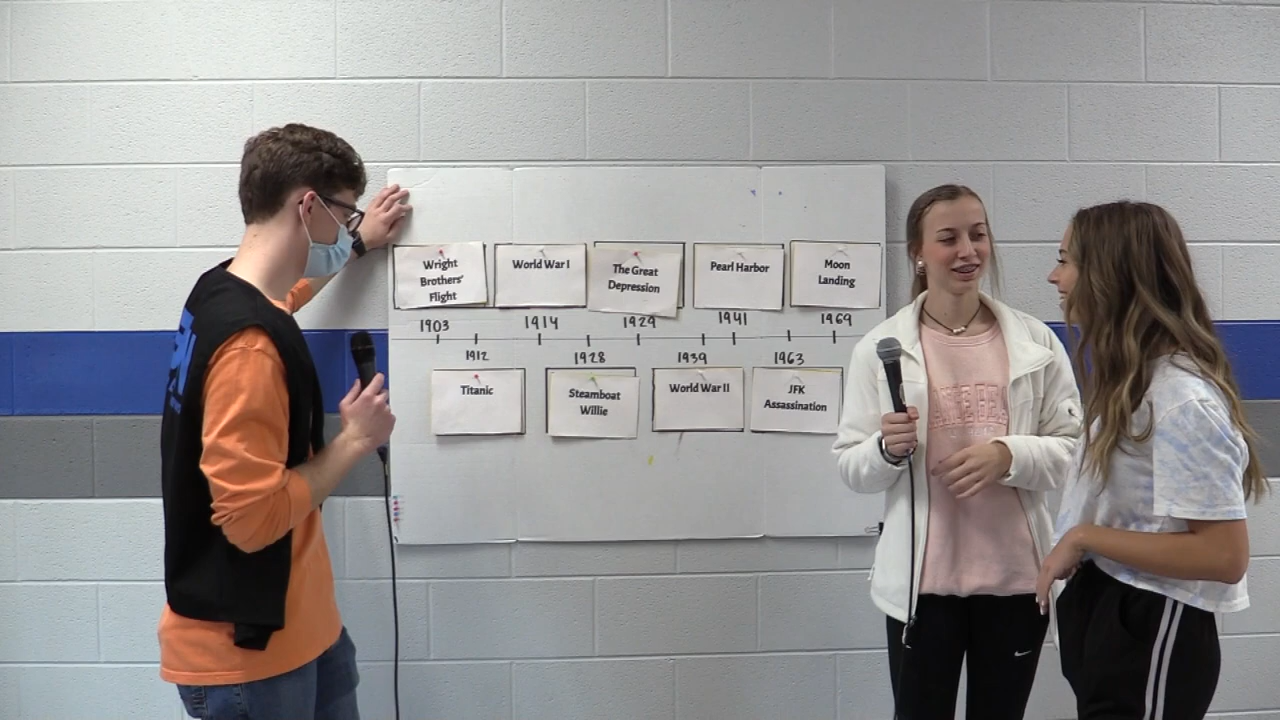 Wright
Brothers'
Flight
World War I
The Great
Depression
Pearl Harbor
Moon
Landing
1903
1914
1929
1941
1969
1912
1928
1939
1963
Titanic
Steamboat
Willie
World War II
JFK
Assassination